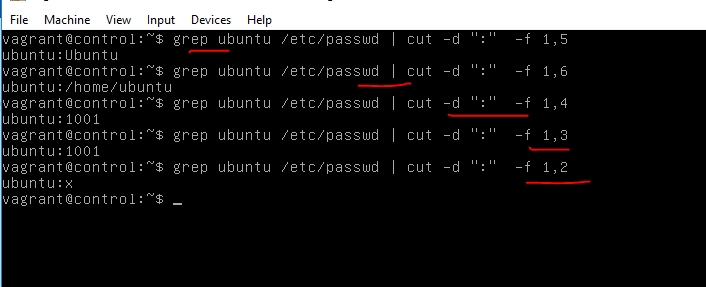 File Machine View Input Devices Help
vagrant@control:~$ grep ubuntu /etc/passwd | cut -d ":"  -f 1,5
ubuntu:Ubuntu
vagrant@control:~$ grep ubuntu /etc/passwd | cut -d ":"  -f 1,6
ubuntu:/home/ubuntu
vagrant@control:~$ grep ubuntu /etc/passwd | cut -d ":"  -f 1,4
ubuntu:1001
vagrant@control:~$ grep ubuntu /etc/passwd | cut -d ":"  -f 1,3
ubuntu:1001
vagrant@control:~$ grep ubuntu /etc/passwd | cut -d ":"  -f 1,2
ubuntu:x
vagrant@control:~$ _